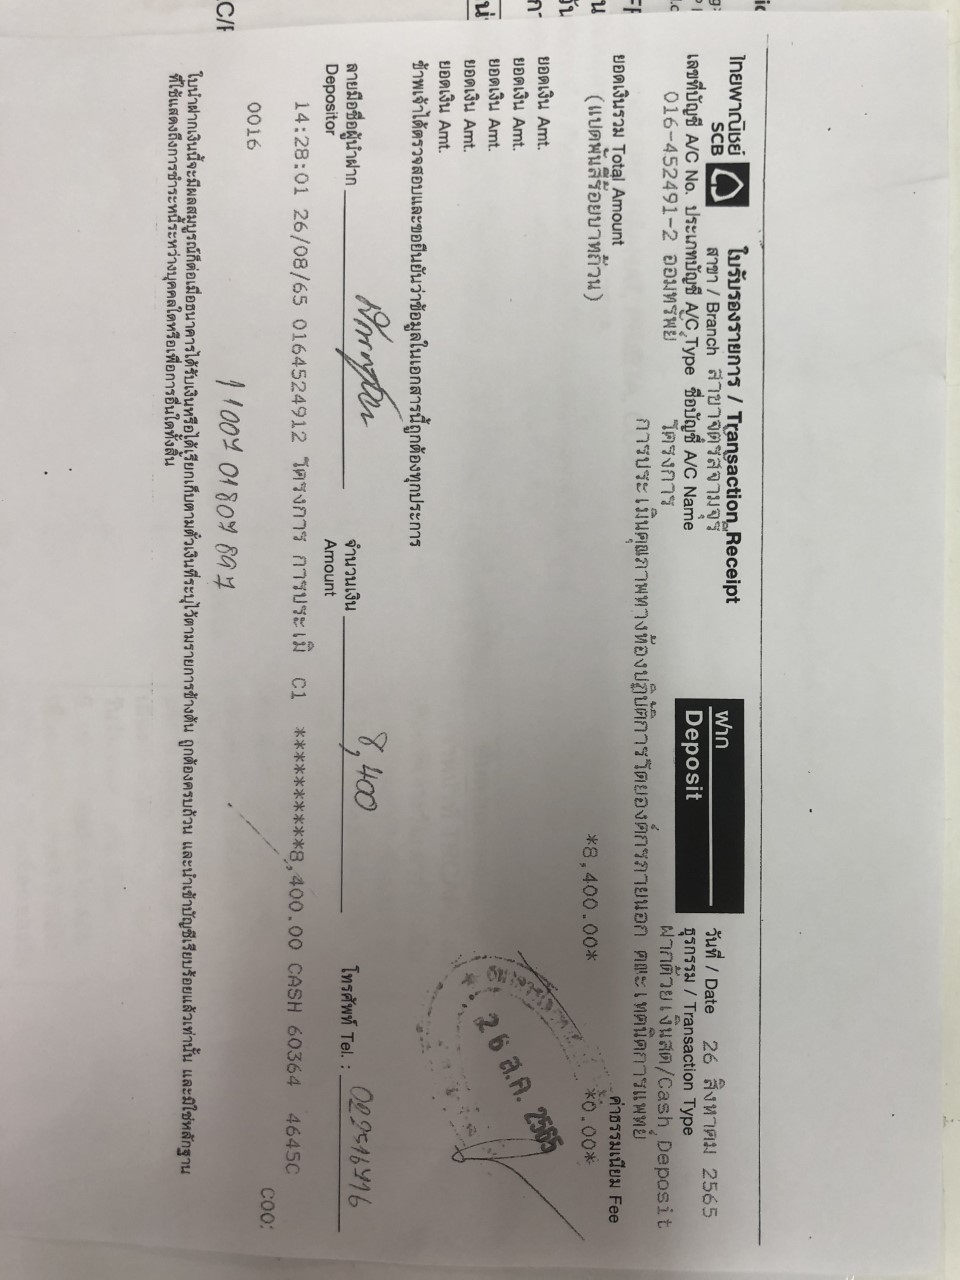 ไทยพาณิชย์ SCB
ใบรับรองรายการ / Transaction Receipt
ฝาก Deposit
วันที่ / Date 26 สิงหาคม 2565
สาขา / Branch สาขาจัตุรัสจามจุรี
ธุรกรรม / Transaction Type
เลขที่บัญชี A/C No. ประเภทบัญชี A/C Type ชื่อบัญชี A/C Name
ฝากด้วยเงินสด/Cash Deposit
016-452491-2 ออมทรัพย์ โครงการ
การประเมินคุณภาพทางห้องปฏิบัติการโดยองค์กรภายนอก คณะเทคนิคการแพทย์
ยอดเงินรวม Total Amount ค่าธรรมเนียม Fee
(แปดพันสี่ร้อยบาทถ้วน) *8,400.00* *0.00*
ยอดเงิน Amt.
ยอดเงิน Amt.
ยอดเงิน Amt.
ยอดเงิน Amt.
ยอดเงิน Amt.
26 ส.ค. 2565
ข้าพเจ้าได้ตรวจสอบและขอยืนยันว่าข้อมูลในเอกสารนี้ถูกต้องทุกประการ
ลายมือชื่อผู้นำฝาก จำนวนเงิน 8,400 โทรศัพท์ Tel. : 022516476
Depositor Amount
14:28:01 26/08/65 0164524912 โครงการ การประเมิ C1 *********8,400.00 CASH 60364 4645C
0016 C00:
1100701807897
ใบนำฝากเงินนี้จะมีผลสมบูรณ์ก็ต่อเมื่อธนาคารได้รับเงินหรือได้เรียกเก็บตามตั๋วเงินที่ระบุไว้ตามรายการข้างต้น ถูกต้องครบถ้วน และนำเข้าบัญชีเรียบร้อยแล้วเท่านั้น และมิใช่หลักฐาน
ที่ใช้แสดงถึงการชำระหนี้ระหว่างบุคคลใดหรือเพื่อการอื่นใดทั้งสิ้น